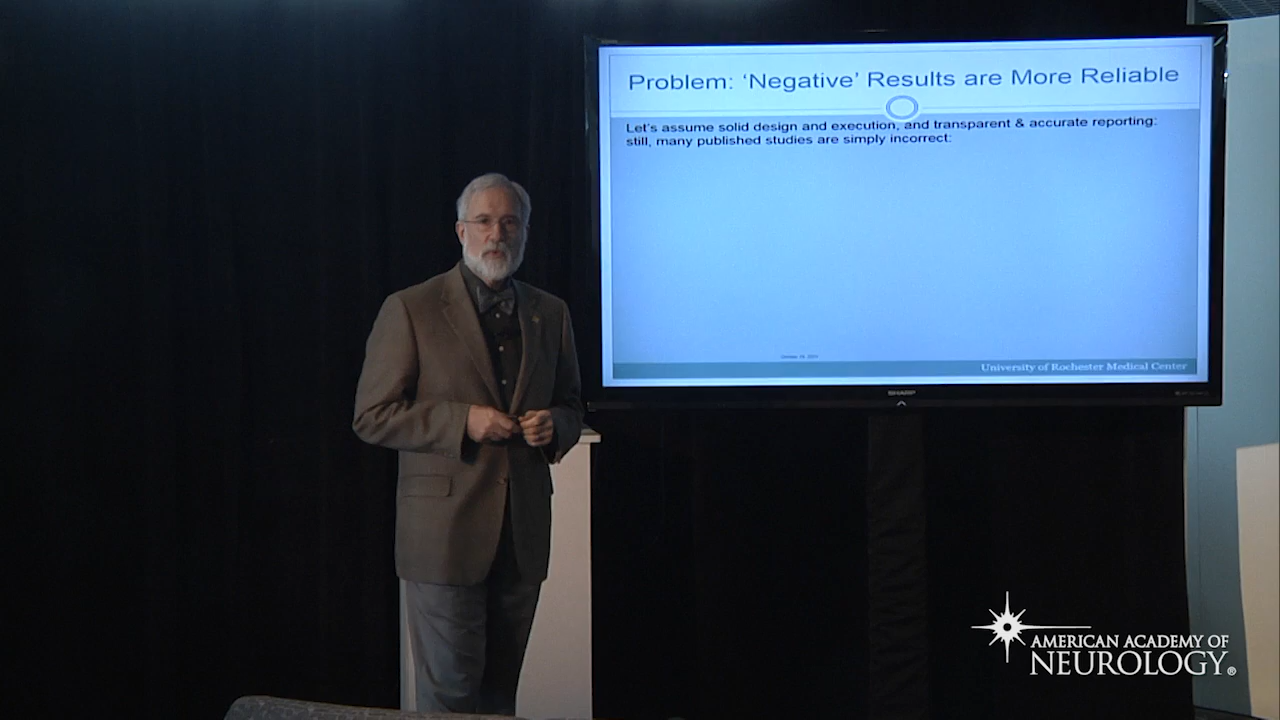 Problem: ‘Negative’ Results are More Reliable
Let's assume solid design and execution, and transparent & accurate reporting:
still, many published studies are simply incorrect:
University of Rochester Medical Center
SHARP
AMERICAN ACADEMY OF
NEUROLOGY®